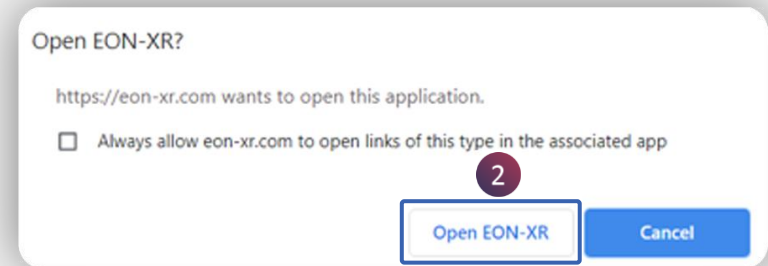 Open EON-XR?
https://eon-xr.com wants to open this application.
Always allow eon-xr.com to open links of this type in the associated app
2
Open EON-XR Cancel